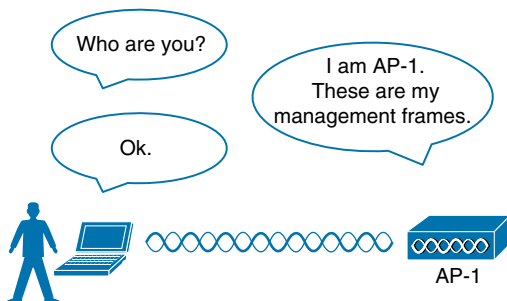 Who are you?
I am AP-1.
These are my
management frames.
Ok.
AP-1